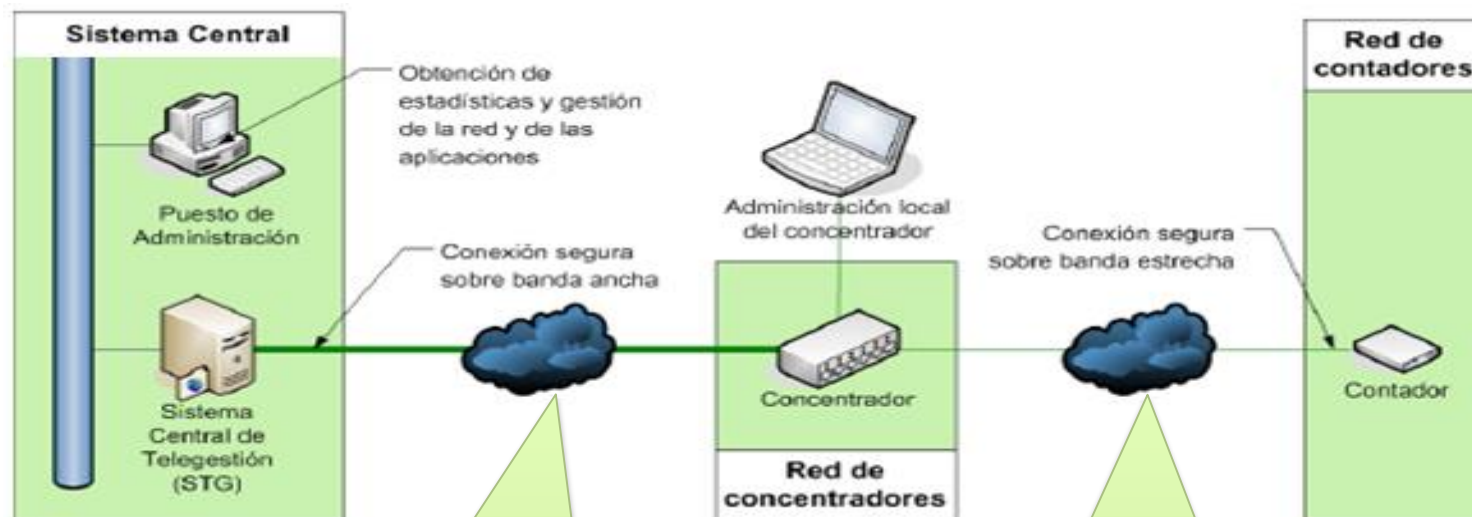 Sistema Central
Obtención de
estadísticas y gestión
de la red y de las
aplicaciones
Puesto de
Administración
Conexión segura
sobre banda ancha
Sistema
Central de
Telegestión
(STG)
Administración local
del concentrador
Concentrador
Red de
concentradores
Conexión segura
sobre banda estrecha
Red de
contadores
Contador